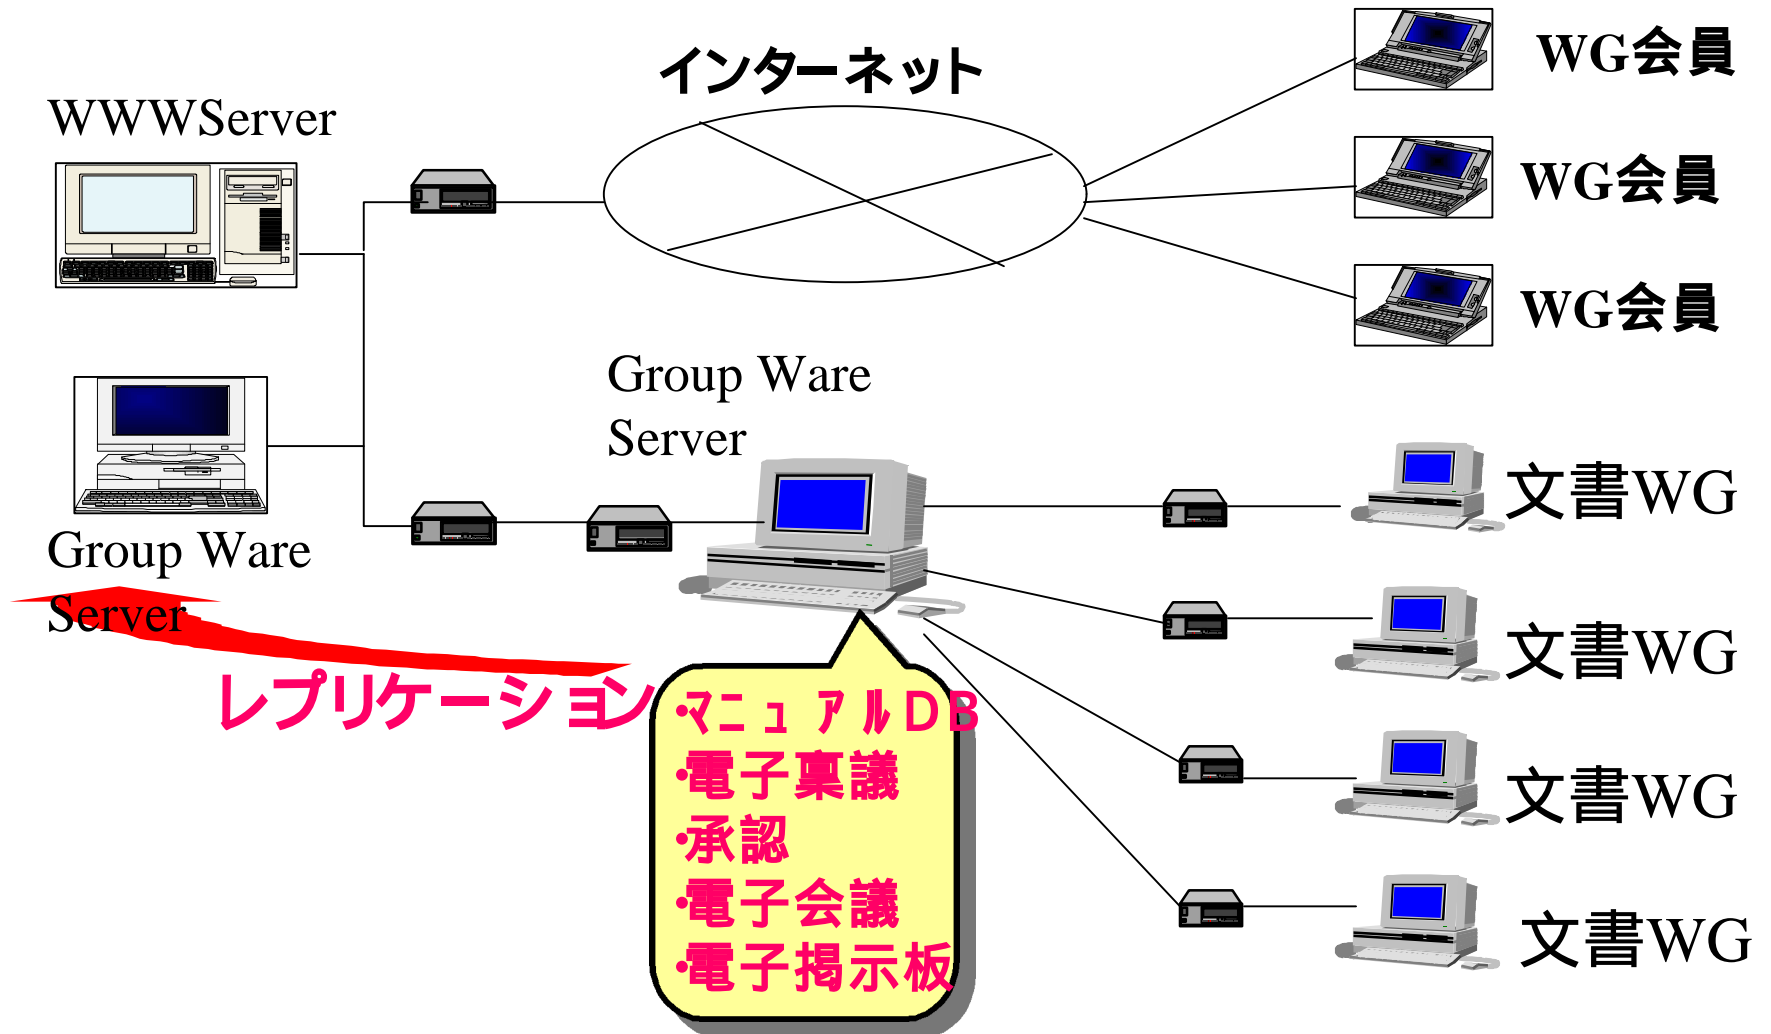 インターネット
WG会員
WWWServer
WG会員
WG会員
Group Ware
Server
文書WG
Group Ware
Server
文書WG
レプリケーション
・ﾏﾆｭｱﾙDB
・電子稟議
文書WG
・承認
・電子会議
・電子掲示板
文書WG